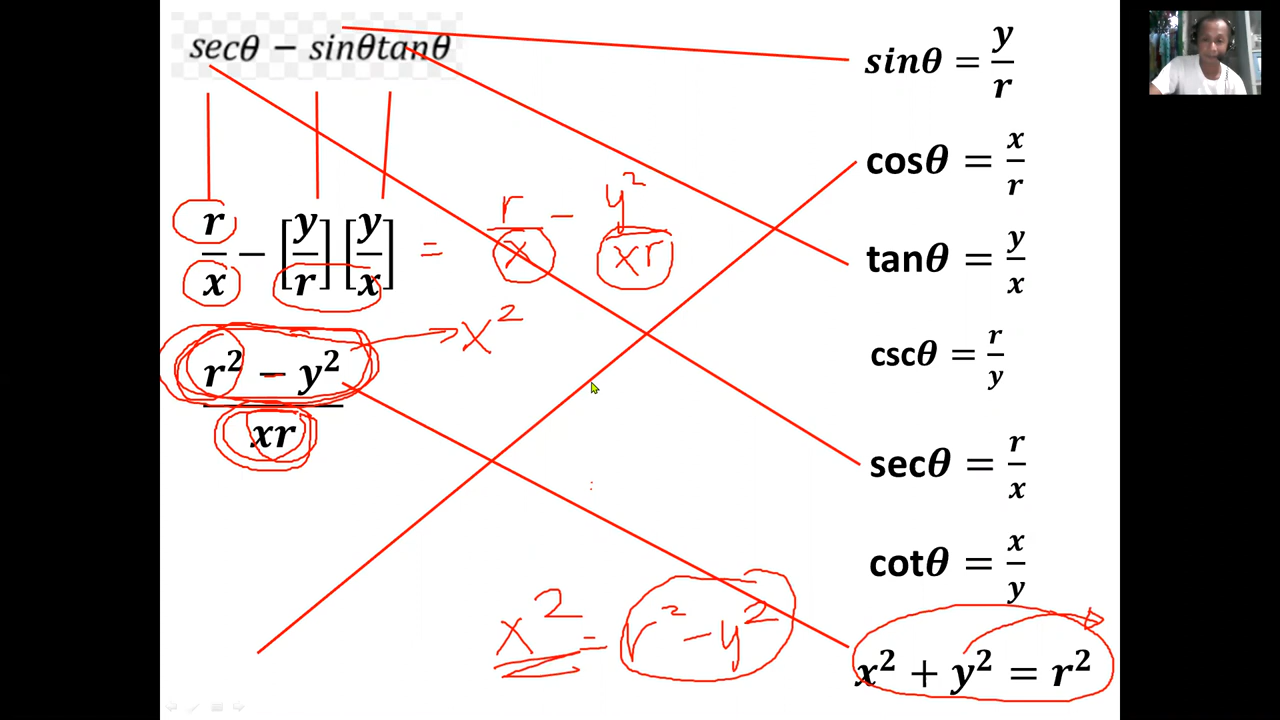 secθ − sinθtanθ
r/x − [y/r][y/x] = r/x − y²/xr
(r² − y²)/xr → x²
x² = r² − y²
sinθ = y/r
cosθ = x/r
tanθ = y/x
cscθ = r/y
secθ = r/x
cotθ = x/y
x² + y² = r²